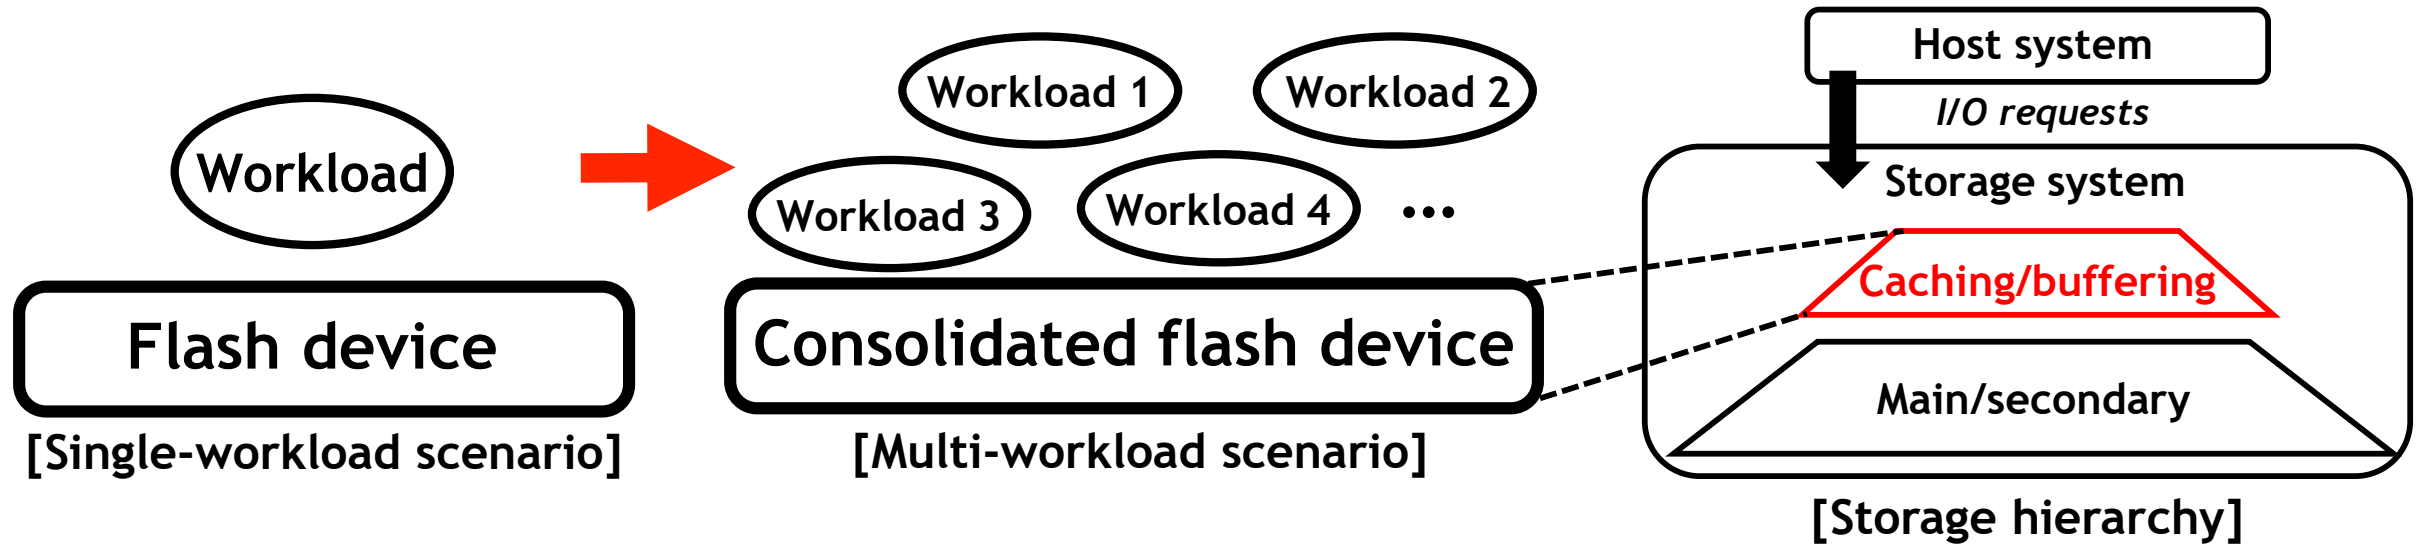 Workload
Flash device
[Single-workload scenario]
Workload 1
Workload 2
Workload 3
Workload 4
...
Consolidated flash device
[Multi-workload scenario]
Host system
I/O requests
Storage system
Caching/buffering
Main/secondary
[Storage hierarchy]